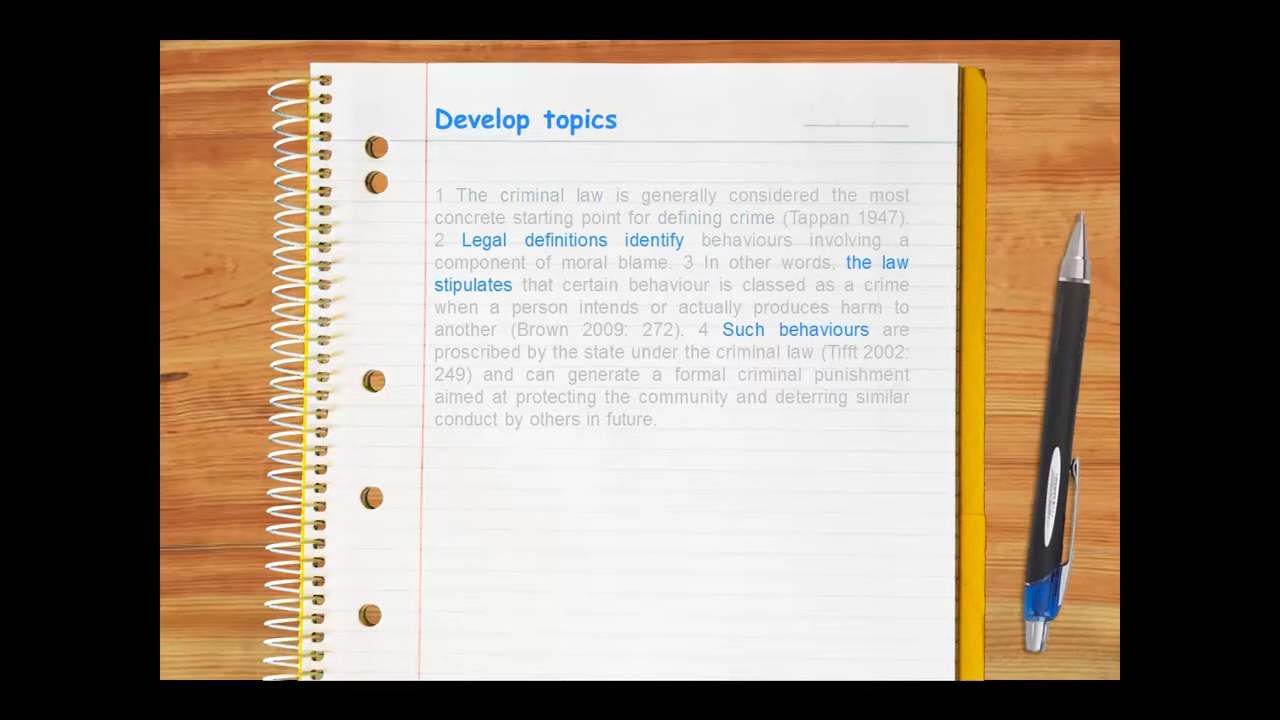 Develop topics
1 The criminal law is generally considered the most
concrete starting point for defining crime (Tappan 1947).
2 Legal definitions identify behaviours involving a
component of moral blame. 3 In other words, the law
stipulates that certain behaviour is classed as a crime
when a person intends or actually produces harm to
another (Brown 2009: 272). 4 Such behaviours are
proscribed by the state under the criminal law (Tifft 2002:
249) and can generate a formal criminal punishment
aimed at protecting the community and deterring similar
conduct by others in future.